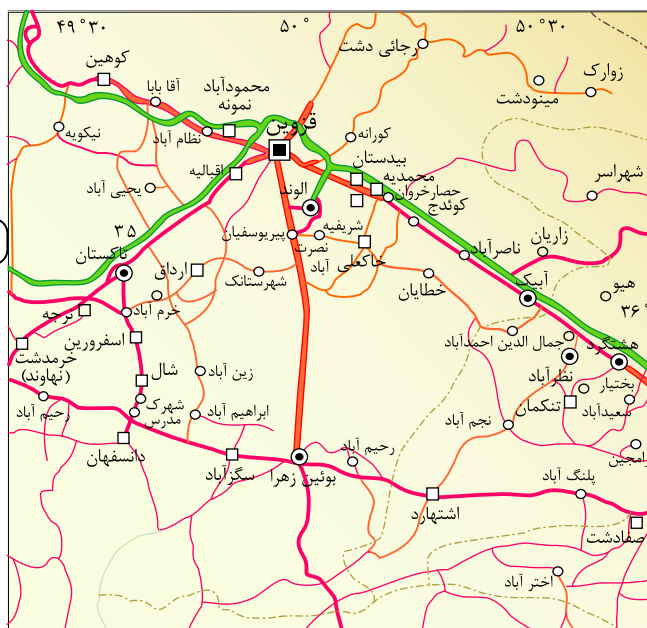 ۴۹ °۳۰
۵۰ °
۵۰ °۳۰
رجائی دشت
کوهین
زوارک
آقا بابا
محمودآباد
نمونه
مینودشت
قزوین
نیکویه
نظام آباد
کورانه
بیدستان
اقبالیه
محمدیه
شهراسر
یحیی آباد
الوند
حصارخروان
کوندج
۳۵
شریفیه
پیریوسفیان
تاکستان
نصرت
آباد
خاکعلی
ناصرآباد
زاریان
ارداق
شهرستانک
خطایان
آبیک
هیو
۳۶ °
نرجه
خرم آباد
اسفرورین
جمال الدین احمدآباد
هشتگرد
خرمدشت
(نهاوند)
شال
زین آباد
نظرآباد
بختیار
تنکمان
سعیدآباد
رحیم آباد
شهرک
مدرس
ابراهیم آباد
نجم آباد
دانسفهان
رحیم آباد
رامجین
سگزآباد
بوئین زهرا
پلنگ آباد
اشتهارد
صفادشت
اختر آباد